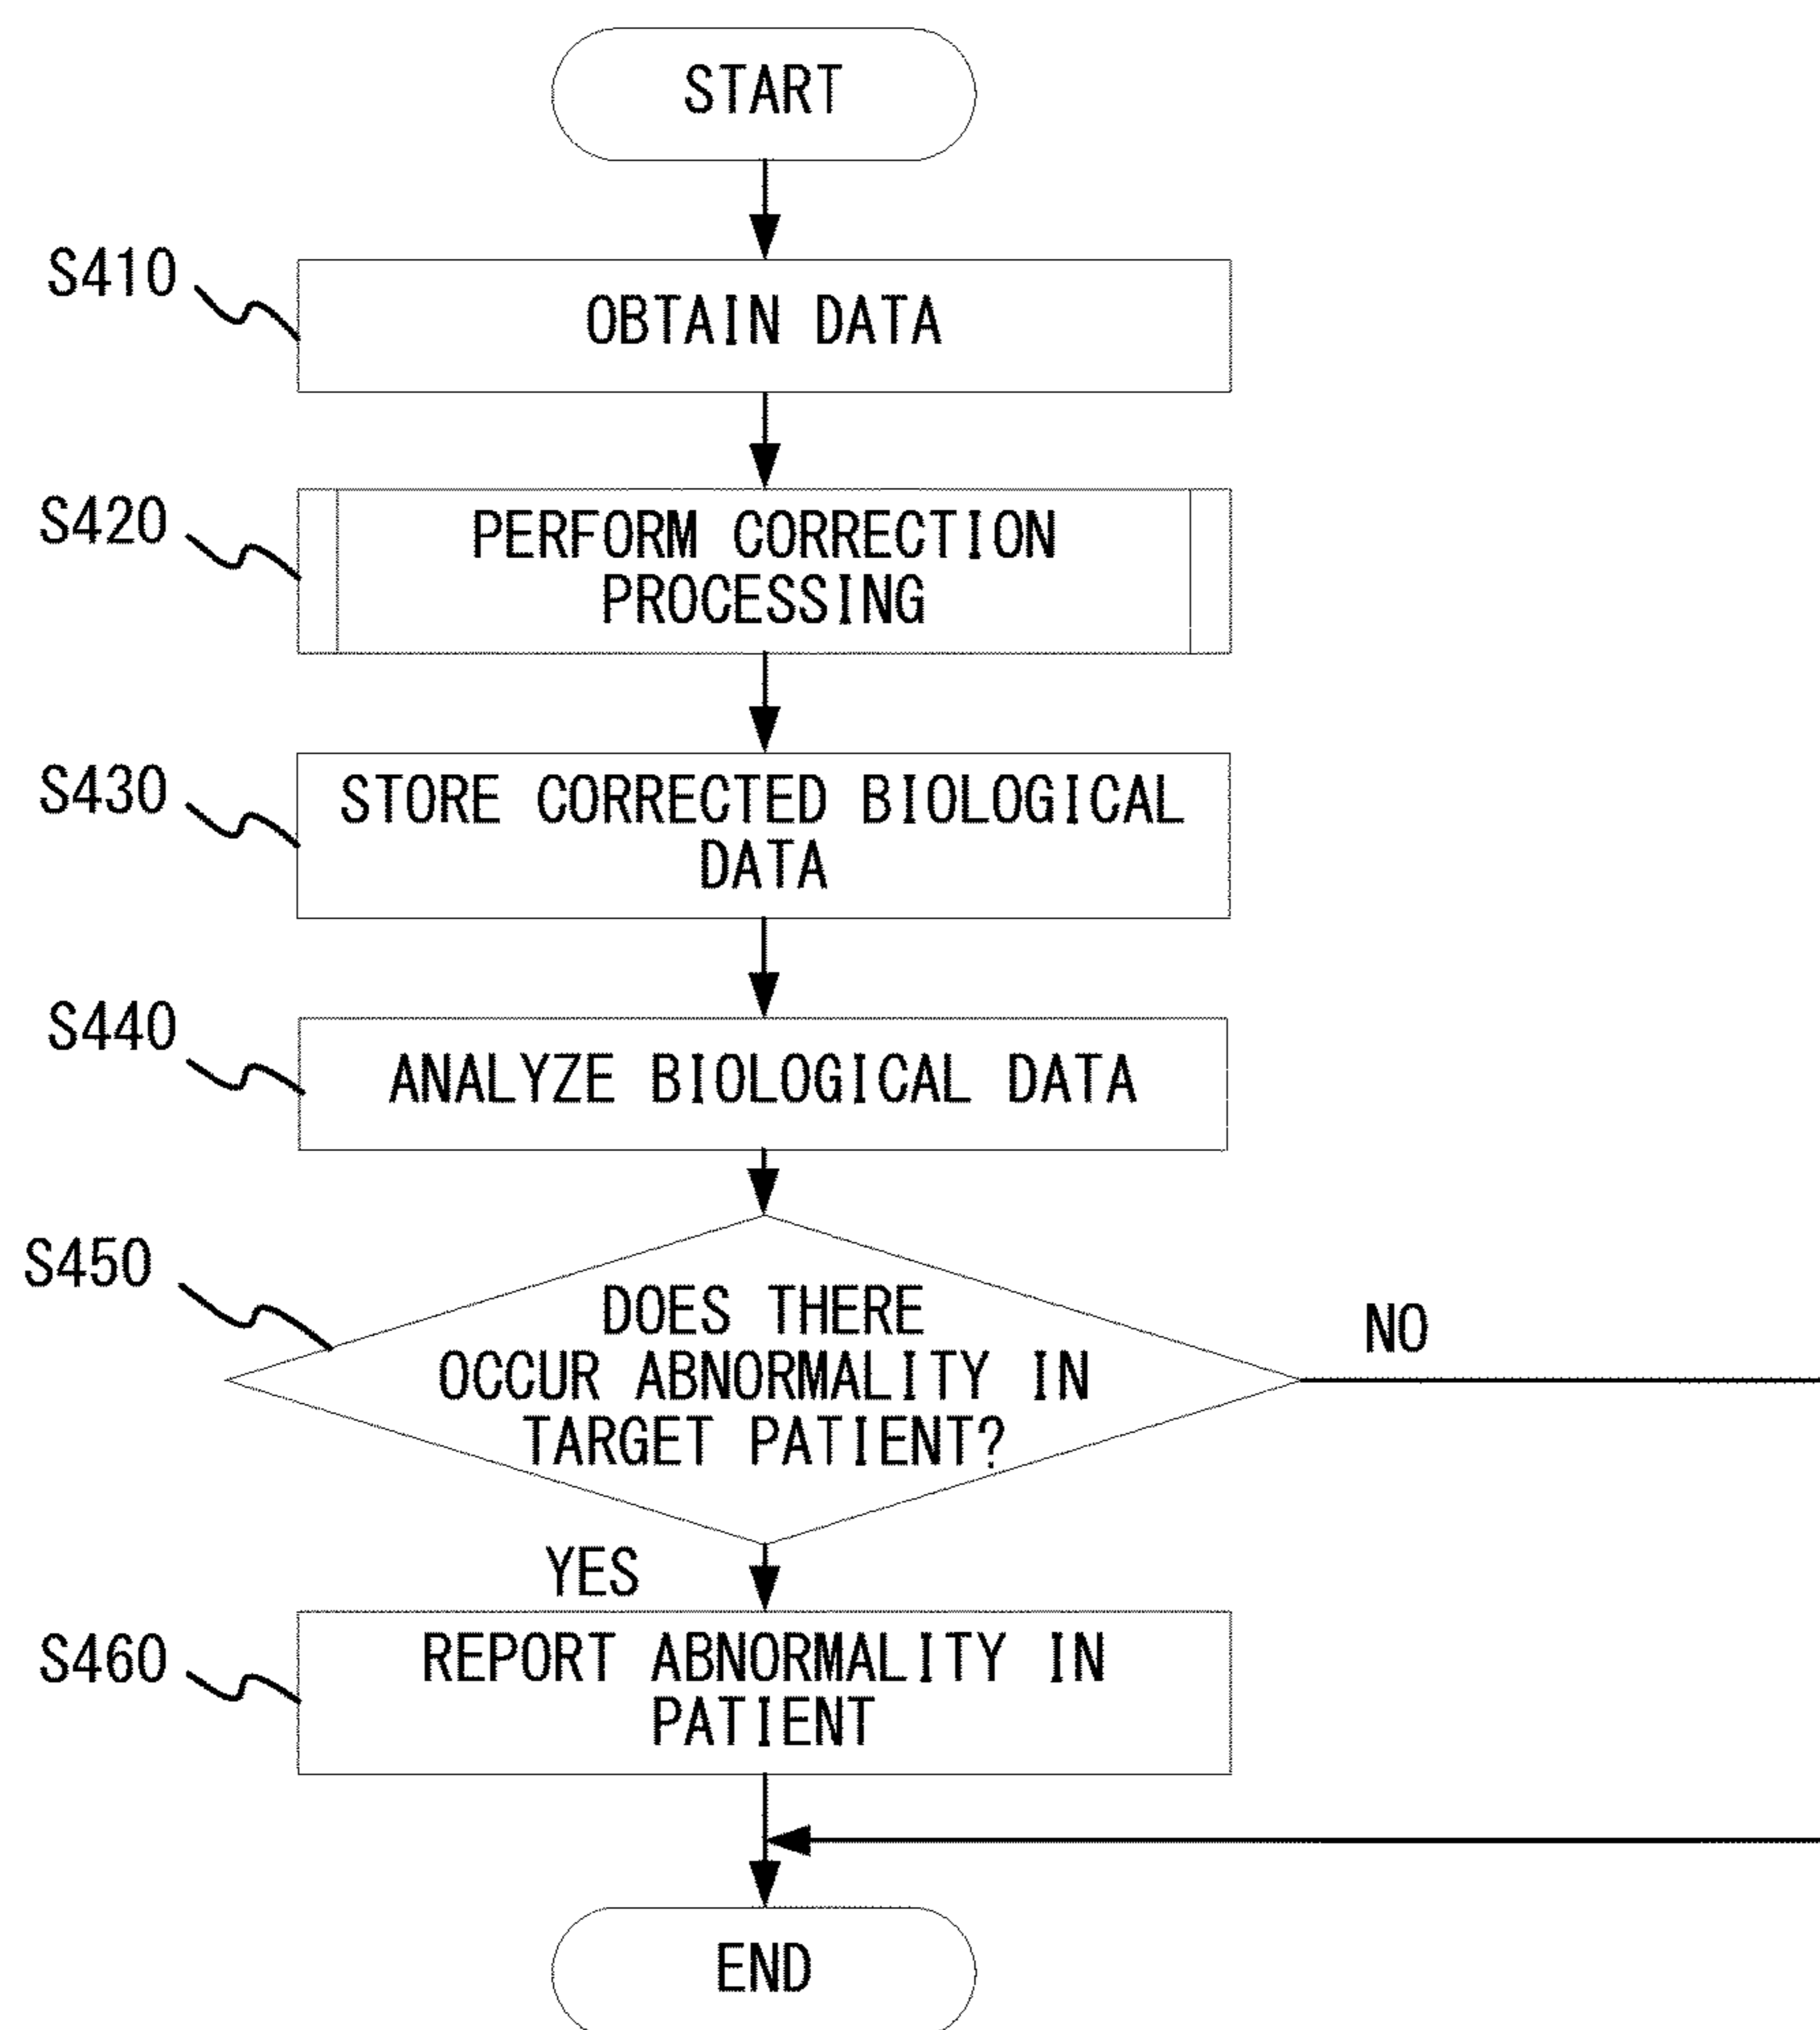 START
S410
OBTAIN DATA
S420
PERFORM CORRECTION
PROCESSING
S430
STORE CORRECTED BIOLOGICAL
DATA
S440
ANALYZE BIOLOGICAL DATA
S450
DOES THERE
OCCUR ABNORMALITY IN
TARGET PATIENT?
NO
YES
S460
REPORT ABNORMALITY IN
PATIENT
END